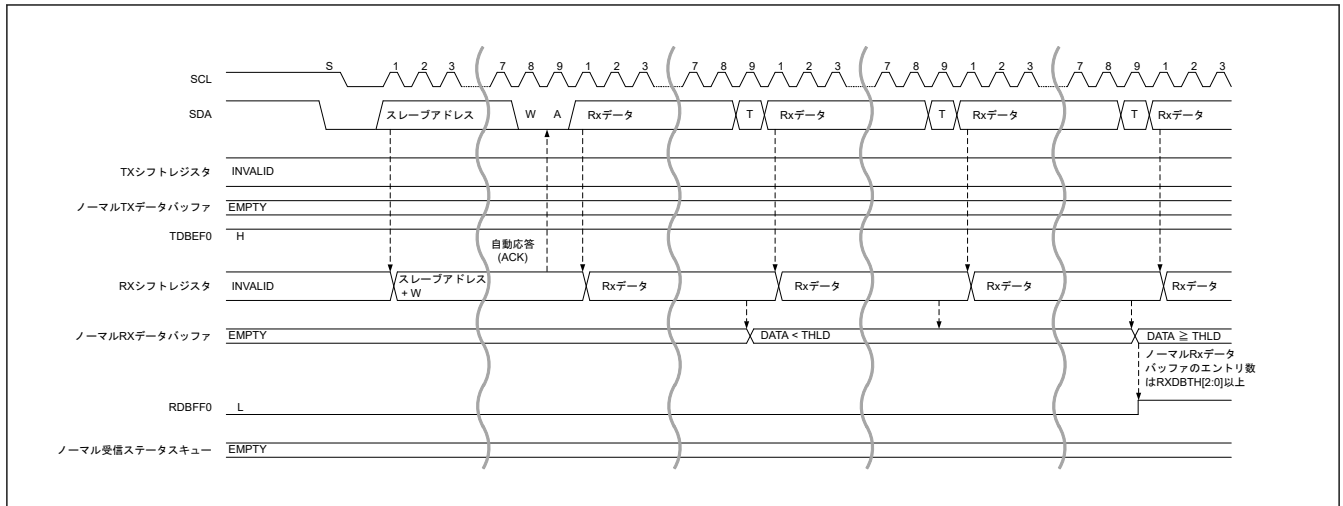 S 1 2 3 7 8 9 1 2 3 7 8 9 1 2 3 7 8 9 1 2 3 7 8 9 1 2 3
SCL
SDA スレーブアドレス W A Rxデータ T Rxデータ T Rxデータ T Rxデータ
TXシフトレジスタ INVALID
ノーマルTXデータバッファ EMPTY
TDBEF0 H
自動応答
(ACK)
RXシフトレジスタ INVALID スレーブアドレス
+ W
Rxデータ Rxデータ Rxデータ Rxデータ
ノーマルRXデータバッファ EMPTY DATA < THLD DATA ≧ THLD
ノーマルRxデータ
バッファのエントリ数
はRXDBTH[2:0]以上
RDBFF0 L
ノーマル受信ステータスキュー EMPTY